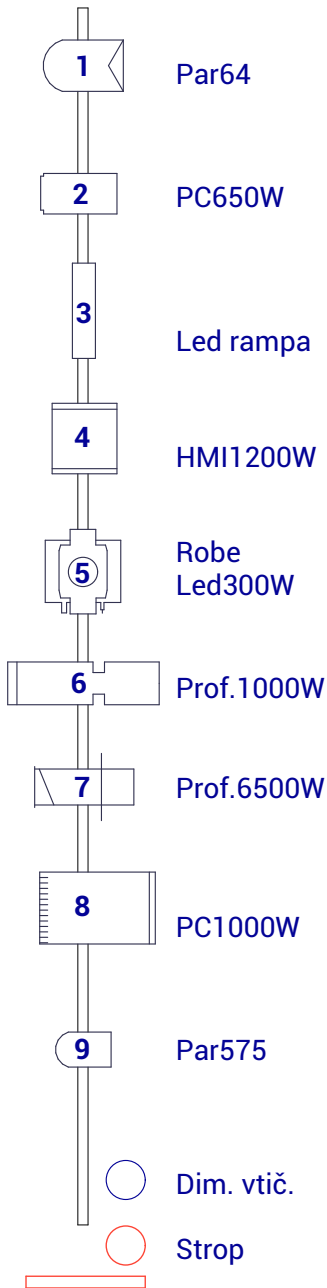 1
Par64
2
PC650W
3
Led rampa
4
HMI1200W
5
Robe
Led300W
6
Prof.1000W
7
Prof.6500W
8
PC1000W
9
Par575
Dim. vtič.
Strop